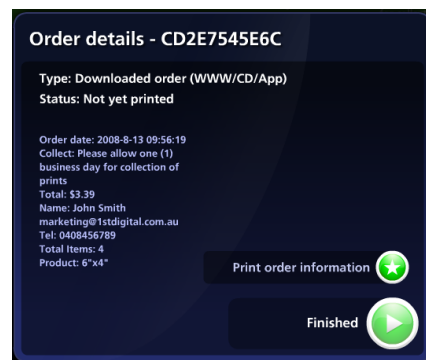 Order details - CD2E7545E6C
Type: Downloaded order (WWW/CD/App)
Status: Not yet printed
Order date: 2008-8-13 09:56:19
Collect: Please allow one (1)
business day for collection of
prints
Total: $3.39
Name: John Smith
marketing@1stdigital.com.au
Tel: 0408456789
Total Items: 4
Product: 6"x4"
Print order information
Finished